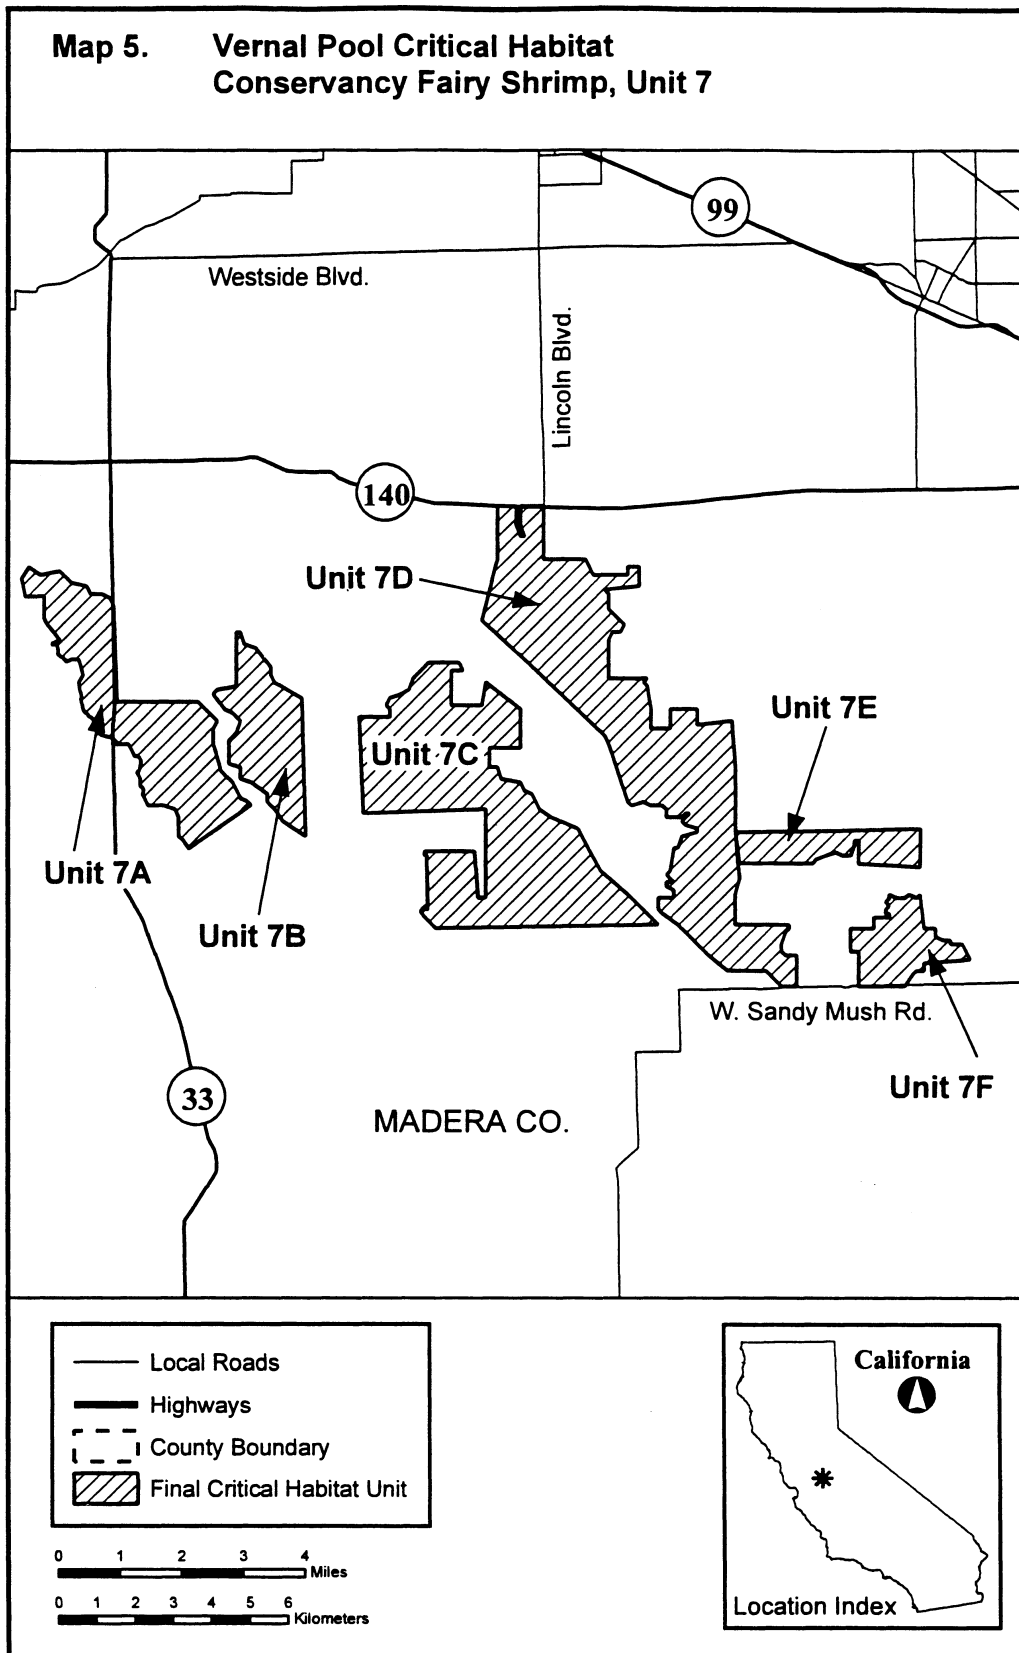 Map 5. Vernal Pool Critical Habitat
Conservancy Fairy Shrimp, Unit 7
99
Westside Blvd.
Lincoln Blvd.
140
Unit 7D
Unit 7E
Unit 7C
Unit 7A
Unit 7B
W. Sandy Mush Rd.
Unit 7F
33
MADERA CO.
Local Roads
Highways
County Boundary
Final Critical Habitat Unit
0 1 2 3 4
Miles
0 1 2 3 4 5 6
Kilometers
California
Location Index